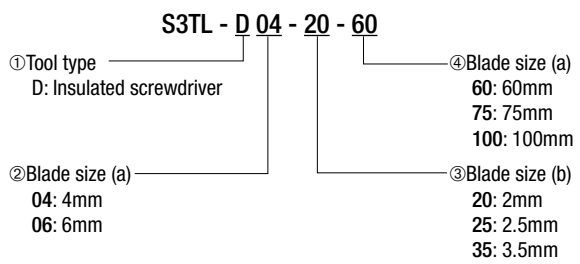 S3TL - D 04 - 20 - 60
①Tool type
D: Insulated screwdriver
②Blade size (a)
04: 4mm
06: 6mm
④Blade size (a)
60: 60mm
75: 75mm
100: 100mm
③Blade size (b)
20: 2mm
25: 2.5mm
35: 3.5mm